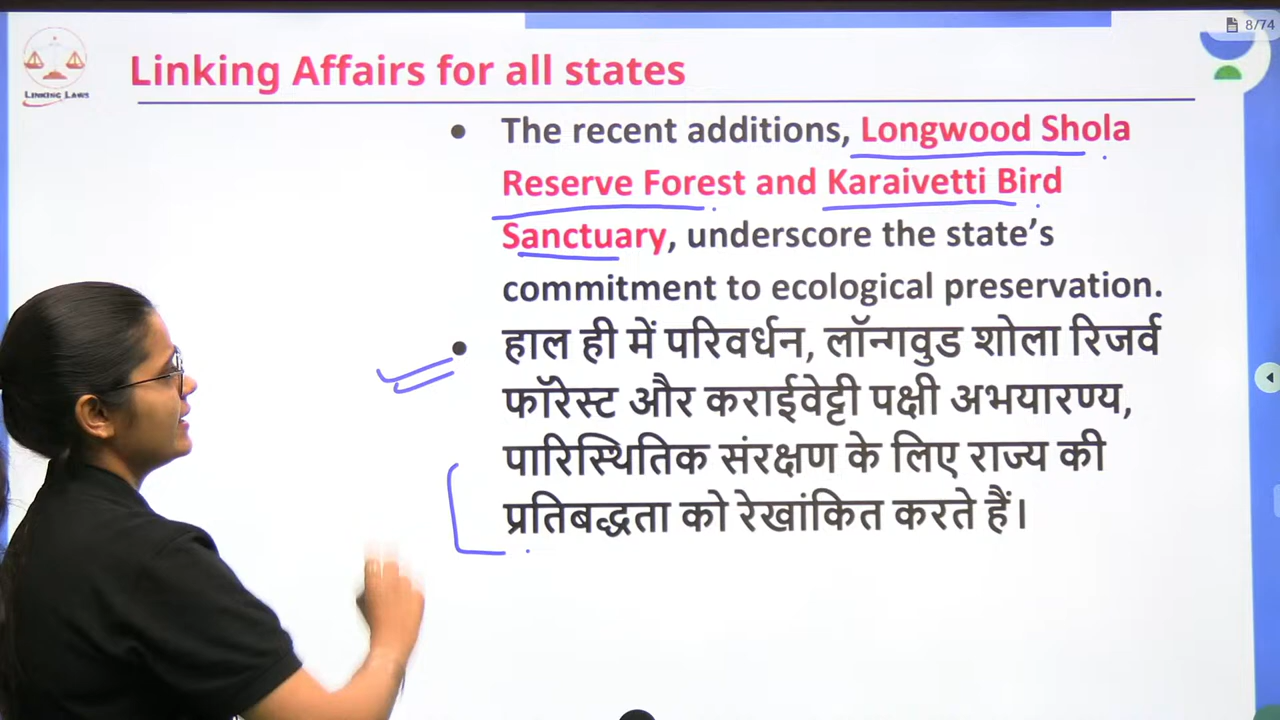 8/74
LINKING LAWS
Linking Affairs for all states
• The recent additions, Longwood Shola
Reserve Forest and Karaivetti Bird
Sanctuary, underscore the state’s
commitment to ecological preservation.
• हाल ही में परिवर्धन, लॉन्गवुड शोला रिजर्व
फॉरेस्ट और कराईवेट्टी पक्षी अभयारण्य,
पारिस्थितिक संरक्षण के लिए राज्य की
प्रतिबद्धता को रेखांकित करते हैं।